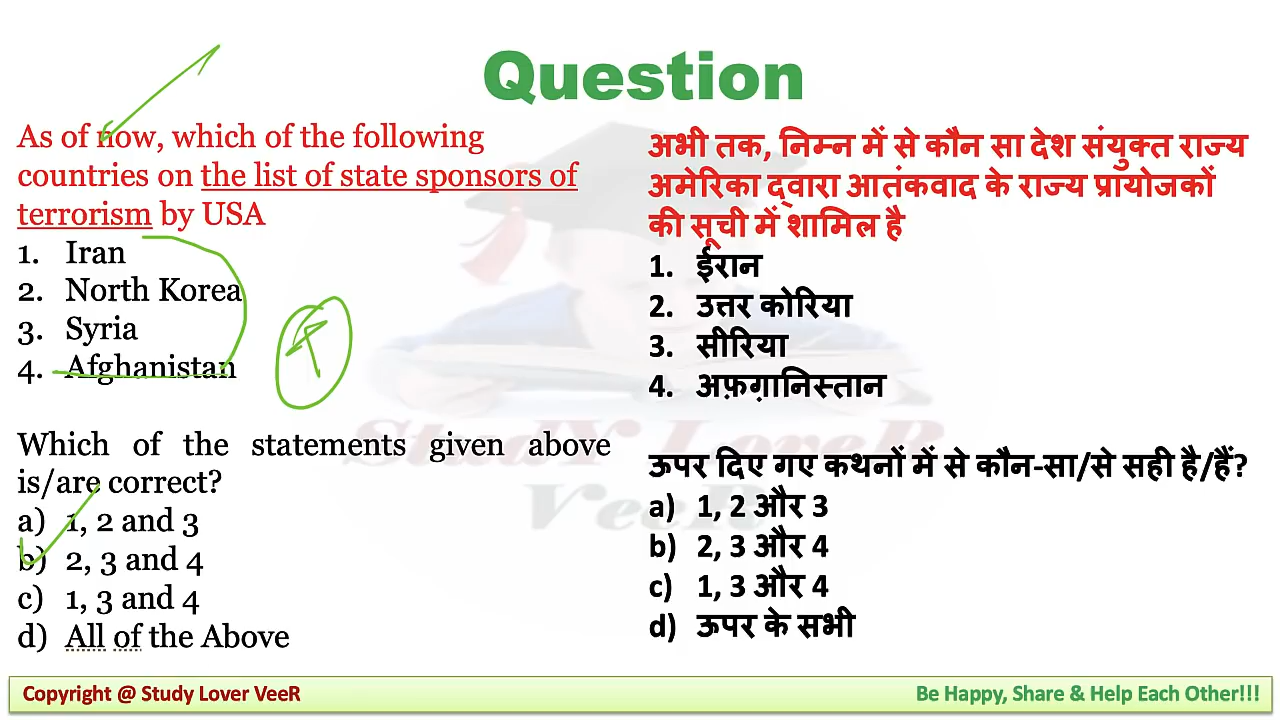 Question
As of now, which of the following
countries on the list of state sponsors of
terrorism by USA
1. Iran
2. North Korea
3. Syria
4. Afghanistan
Which of the statements given above
is/are correct?
a) 1, 2 and 3
b) 2, 3 and 4
c) 1, 3 and 4
d) All of the Above
अभी तक, निम्न में से कौन सा देश संयुक्त राज्य
अमेरिका द्वारा आतंकवाद के राज्य प्रायोजकों
की सूची में शामिल है
1. ईरान
2. उत्तर कोरिया
3. सीरिया
4. अफ़ग़ानिस्तान
ऊपर दिए गए कथनों में से कौन-सा/से सही है/हैं?
a) 1, 2 और 3
b) 2, 3 और 4
c) 1, 3 और 4
d) ऊपर के सभी
StudY LoveR
VeeR
Copyright @ Study Lover VeeR
Be Happy, Share & Help Each Other!!!